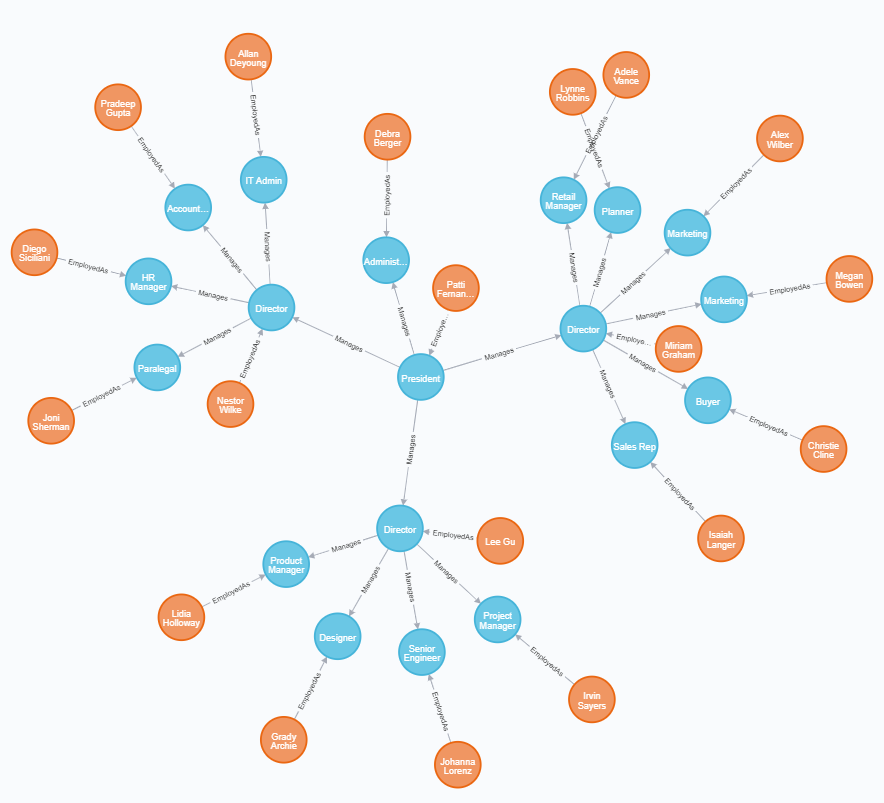 Allan
Deyoung
EmployedAs
Pradeep
Gupta
EmployedAs
IT Admin
Account...
Manages
Manages
Diego
Siciliani
EmployedAs
HR
Manager
Manages
Director
Manages
Paralegal
EmployedAs
Joni
Sherman
EmployedAs
Nestor
Wilke
Debra
Berger
EmployedAs
Administ...
Manages
Patti
Fernan...
Employe...
Manages
President
Manages
Manages
Lynne
Robbins
Adele
Vance
EmployedAs
EmployedAs
Retail
Manager
Planner
Manages
Manages
Alex
Wilber
EmployedAs
Marketing
Manages
Megan
Bowen
EmployedAs
Marketing
Manages
Director
Employe...
Miriam
Graham
Manages
Buyer
EmployedAs
Christie
Cline
Manages
Sales Rep
EmployedAs
Isaiah
Langer
Director
EmployedAs
Lee Gu
Manages
Product
Manager
EmployedAs
Lidia
Holloway
Manages
Designer
EmployedAs
Grady
Archie
Manages
Senior
Engineer
EmployedAs
Johanna
Lorenz
Manages
Project
Manager
EmployedAs
Irvin
Sayers